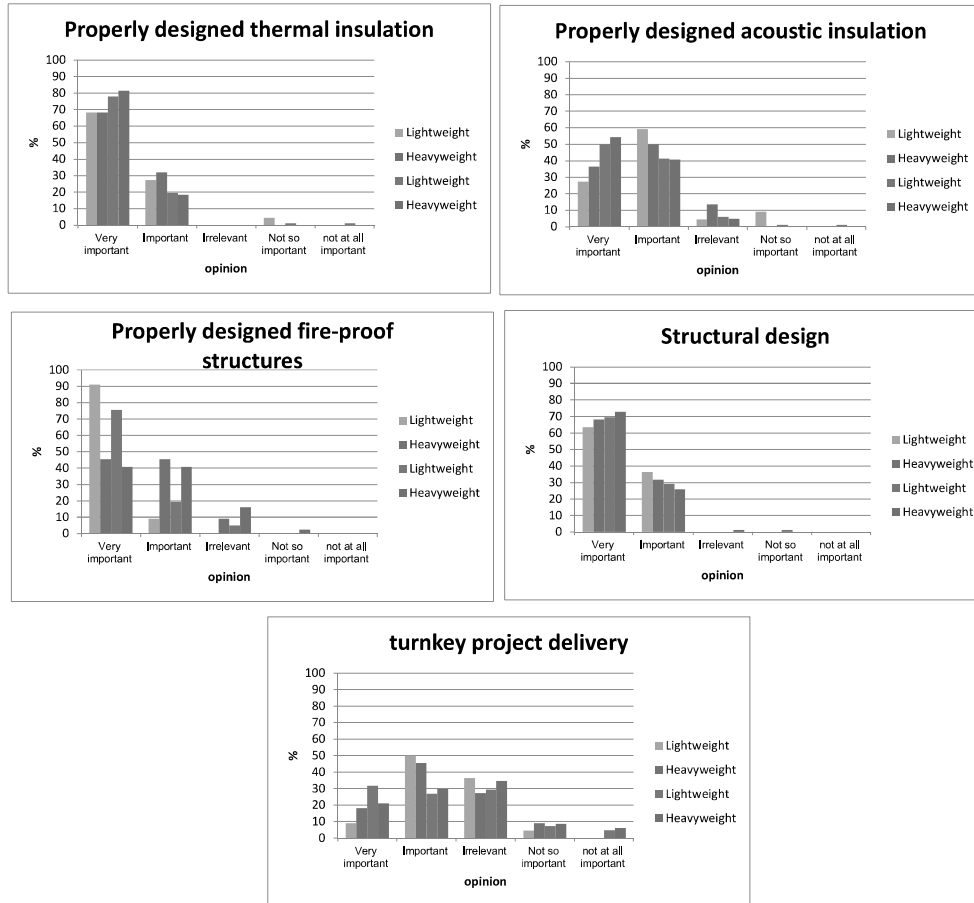 Properly designed thermal insulation
100
90
80
70
60
50
40
30
20
10
0
%
Very important
Important
Irrelevant
Not so important
not at all important
opinion
Lightweight
Heavyweight
Lightweight
Heavyweight
Properly designed acoustic insulation
100
90
80
70
60
50
40
30
20
10
0
%
Very important
Important
Irrelevant
Not so important
not at all important
opinion
Lightweight
Heavyweight
Lightweight
Heavyweight
Properly designed fire-proof
structures
100
90
80
70
60
50
40
30
20
10
0
%
Very important
Important
Irrelevant
Not so important
not at all important
opinion
Lightweight
Heavyweight
Lightweight
Heavyweight
Structural design
100
90
80
70
60
50
40
30
20
10
0
%
Very important
Important
Irrelevant
Not so important
not at all important
opinion
Lightweight
Heavyweight
Lightweight
Heavyweight
turnkey project delivery
100
90
80
70
60
50
40
30
20
10
0
%
Very important
Important
Irrelevant
Not so important
not at all important
opinion
Lightweight
Heavyweight
Lightweight
Heavyweight